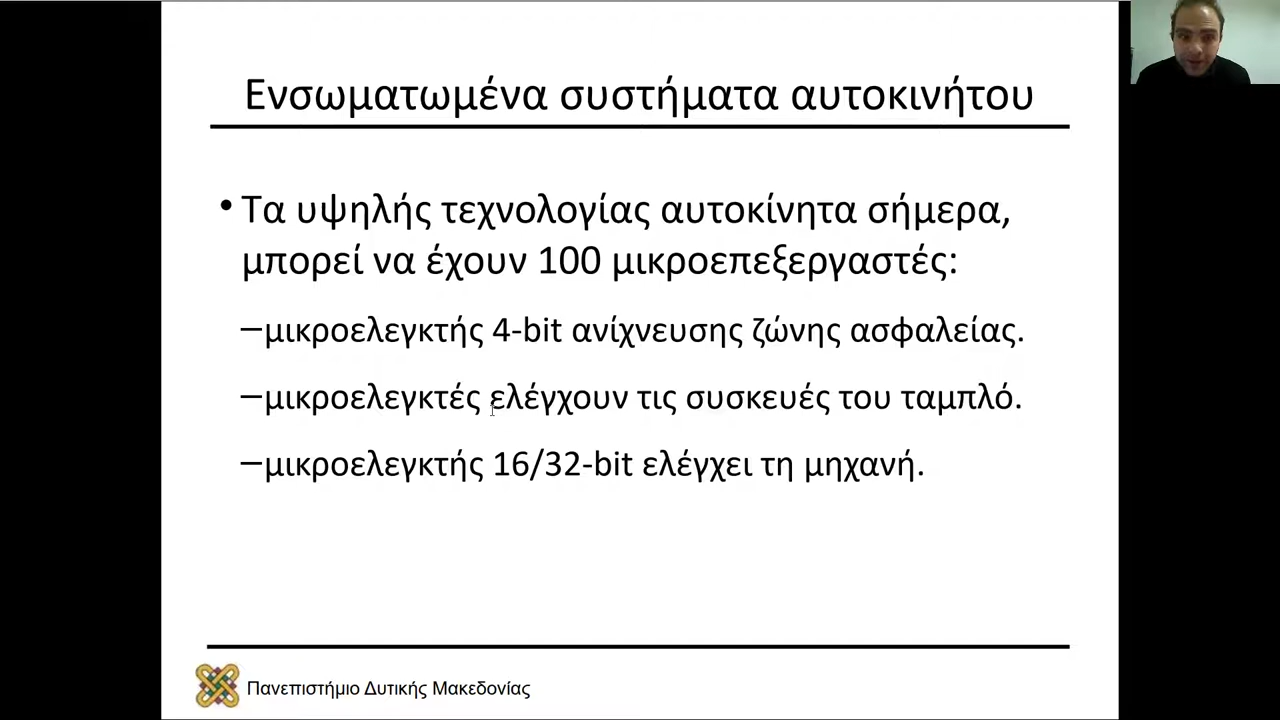 Ενσωματωμένα συστήματα αυτοκινήτου
• Τα υψηλής τεχνολογίας αυτοκίνητα σήμερα,
μπορεί να έχουν 100 μικροεπεξεργαστές:
–μικροελεγκτής 4-bit ανίχνευσης ζώνης ασφαλείας.
–μικροελεγκτές ελέγχουν τις συσκευές του ταμπλό.
–μικροελεγκτής 16/32-bit ελέγχει τη μηχανή.
Πανεπιστήμιο Δυτικής Μακεδονίας